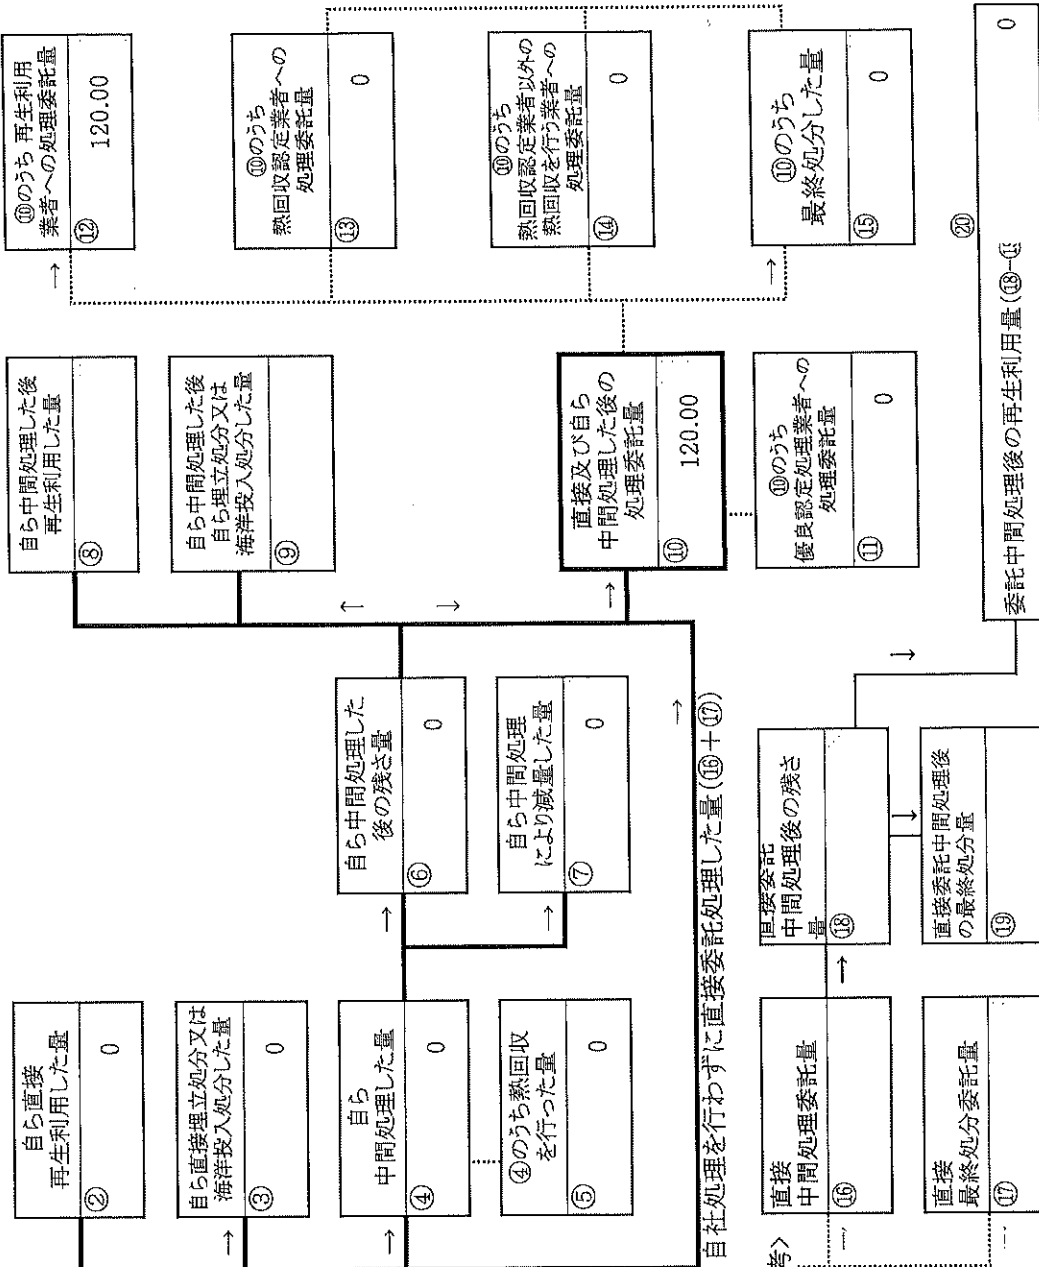 自ら直接
再生利用した量
②
0
自ら直接埋立処分又は
海洋投入処分した量
③
0
自ら
中間処理した量
④
0
④のうち熱回収
を行った量
⑤
0
自ら中間処理した
後の残さ量
⑥
0
自ら中間処理
により減量した量
⑦
0
自ら中間処理した後
再生利用した量
⑧
自ら中間処理した後
自ら埋立処分又は
海洋投入処分した量
⑨
直接及び自ら
中間処理した後の
処理委託量
⑩
120.00
⑩のうち
優良認定処理業者への
処理委託量
⑪
0
⑩のうち 再生利用
業者への処理委託量
⑫
120.00
⑩のうち
熱回収認定業者への
処理委託量
⑬
0
⑩のうち
熱回収認定業者以外の
熱回収を行う業者への
処理委託量
⑭
0
⑩のうち
最終処分した量
⑮
0
自社処理を行わずに直接委託処理した量(⑯+⑰)
考>
直接
中間処理委託量
⑯
直接
最終処分委託量
⑰
直接委託
中間処理後の残さ
量
⑱
直接委託中間処理後
の最終処分量
⑲
⑳
委託中間処理後の再生利用量(⑱-⑲
0